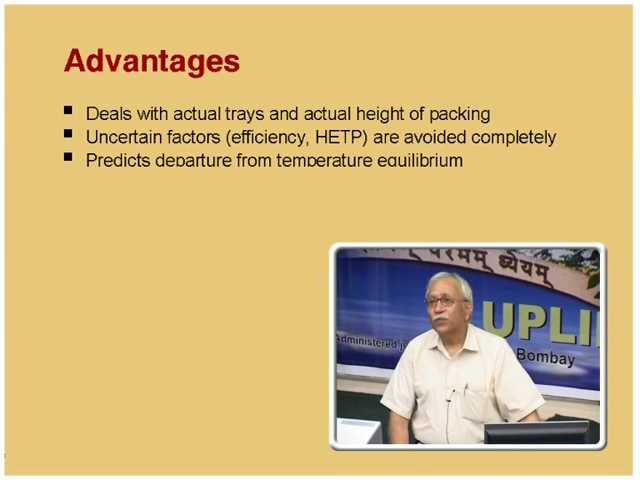 Advantages
Deals with actual trays and actual height of packing
Uncertain factors (efficiency, HETP) are avoided completely
Predicts departure from temperature equilibrium
परमम् ध्येयम्
UPLI
Administered
Bombay